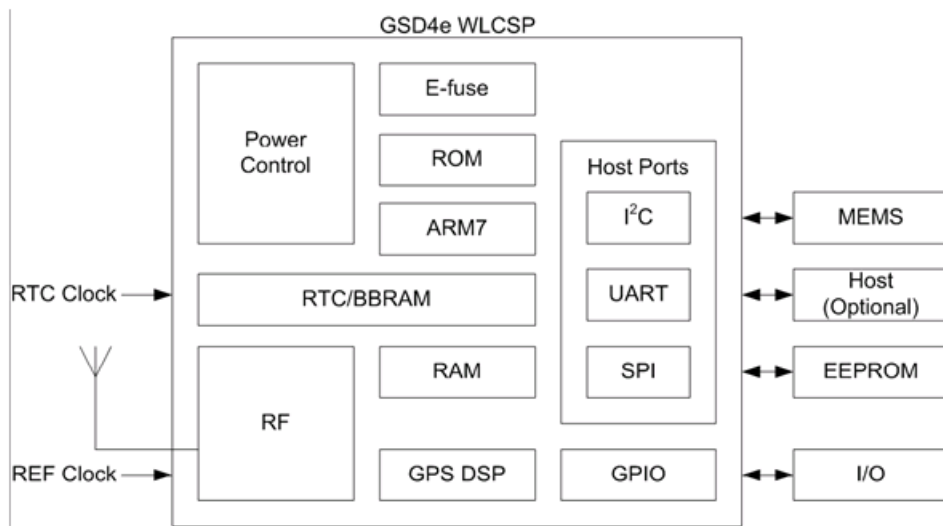 GSD4e WLCSP
Power
Control
E-fuse
ROM
ARM7
RTC/BBRAM
RF
RAM
GPS DSP
Host Ports
I²C
UART
SPI
GPIO
RTC Clock
REF Clock
MEMS
Host
(Optional)
EEPROM
I/O